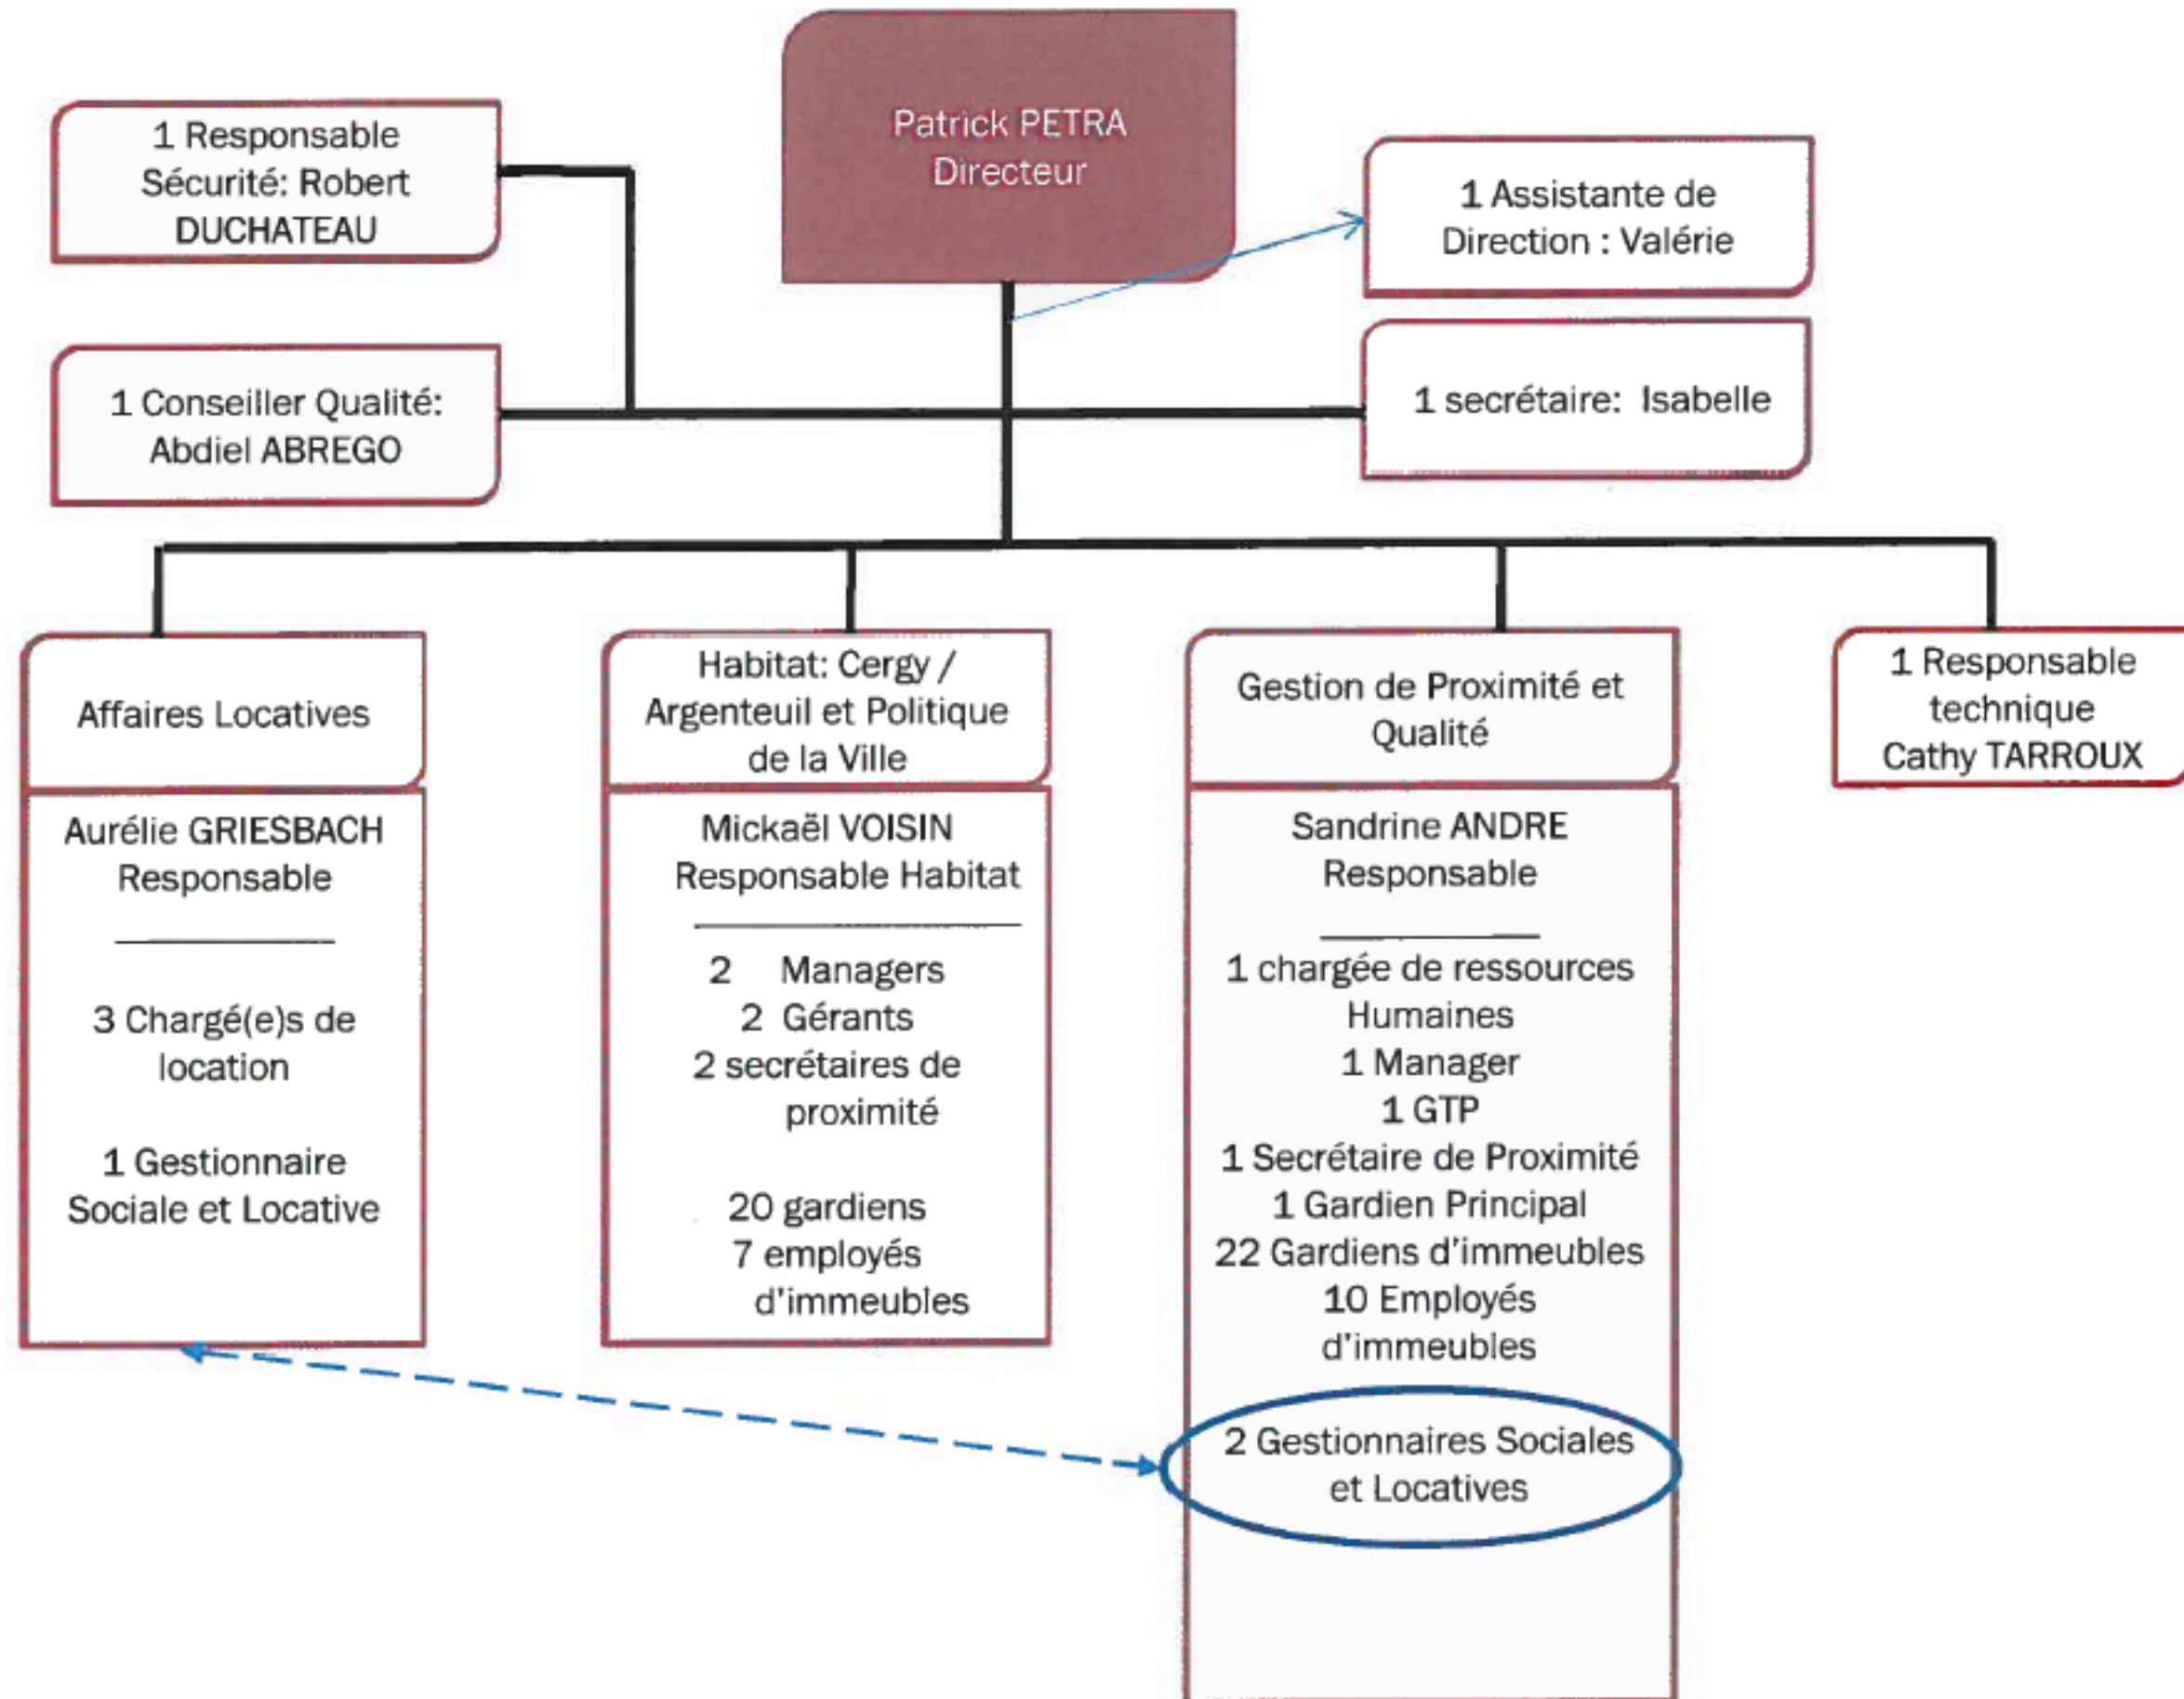 Patrick PETRA
Directeur
1 Responsable
Sécurité: Robert
DUCHATEAU
1 Assistante de
Direction : Valérie
1 Conseiller Qualité:
Abdiel ABREGO
1 secrétaire: Isabelle
Affaires Locatives
Aurélie GRIESBACH
Responsable
3 Chargé(e)s de
location
1 Gestionnaire
Sociale et Locative
Habitat: Cergy /
Argenteuil et Politique
de la Ville
Mickaël VOISIN
Responsable Habitat
2 Managers
2 Gérants
2 secrétaires de
proximité
20 gardiens
7 employés
d'immeubles
Gestion de Proximité et
Qualité
Sandrine ANDRE
Responsable
1 chargée de ressources
Humaines
1 Manager
1 GTP
1 Secrétaire de Proximité
1 Gardien Principal
22 Gardiens d'immeubles
10 Employés
d'immeubles
2 Gestionnaires Sociales
et Locatives
1 Responsable
technique
Cathy TARROUX